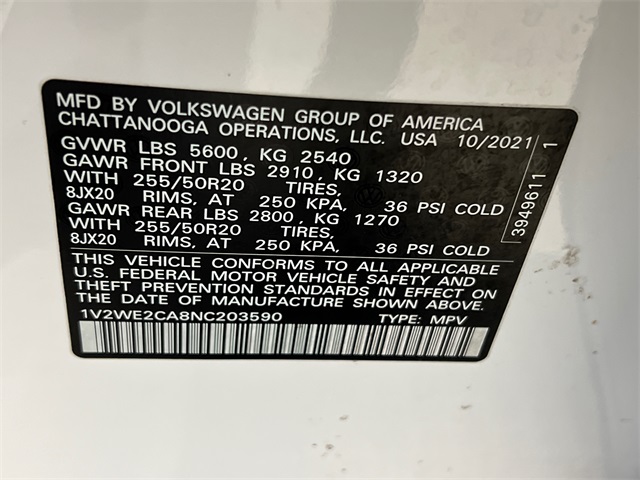 MFD BY VOLKSWAGEN GROUP OF AMERICA
CHATTANOOGA OPERATIONS, LLC. USA 10/2021
GVWR LBS 5600, KG 2540
GAWR FRONT LBS 2910, KG 1320
WITH 255/50R20 TIRES,
8JX20 RIMS, AT 250 KPA, 36 PSI COLD
GAWR REAR LBS 2800, KG 1270
WITH 255/50R20 TIRES,
8JX20 RIMS, AT 250 KPA, 36 PSI COLD
THIS VEHICLE CONFORMS TO ALL APPLICABLE
U.S. FEDERAL MOTOR VEHICLE SAFETY AND
THEFT PREVENTION STANDARDS IN EFFECT ON
THE DATE OF MANUFACTURE SHOWN ABOVE.
1V2WE2CA8NC203590 TYPE: MPV
3949611 1